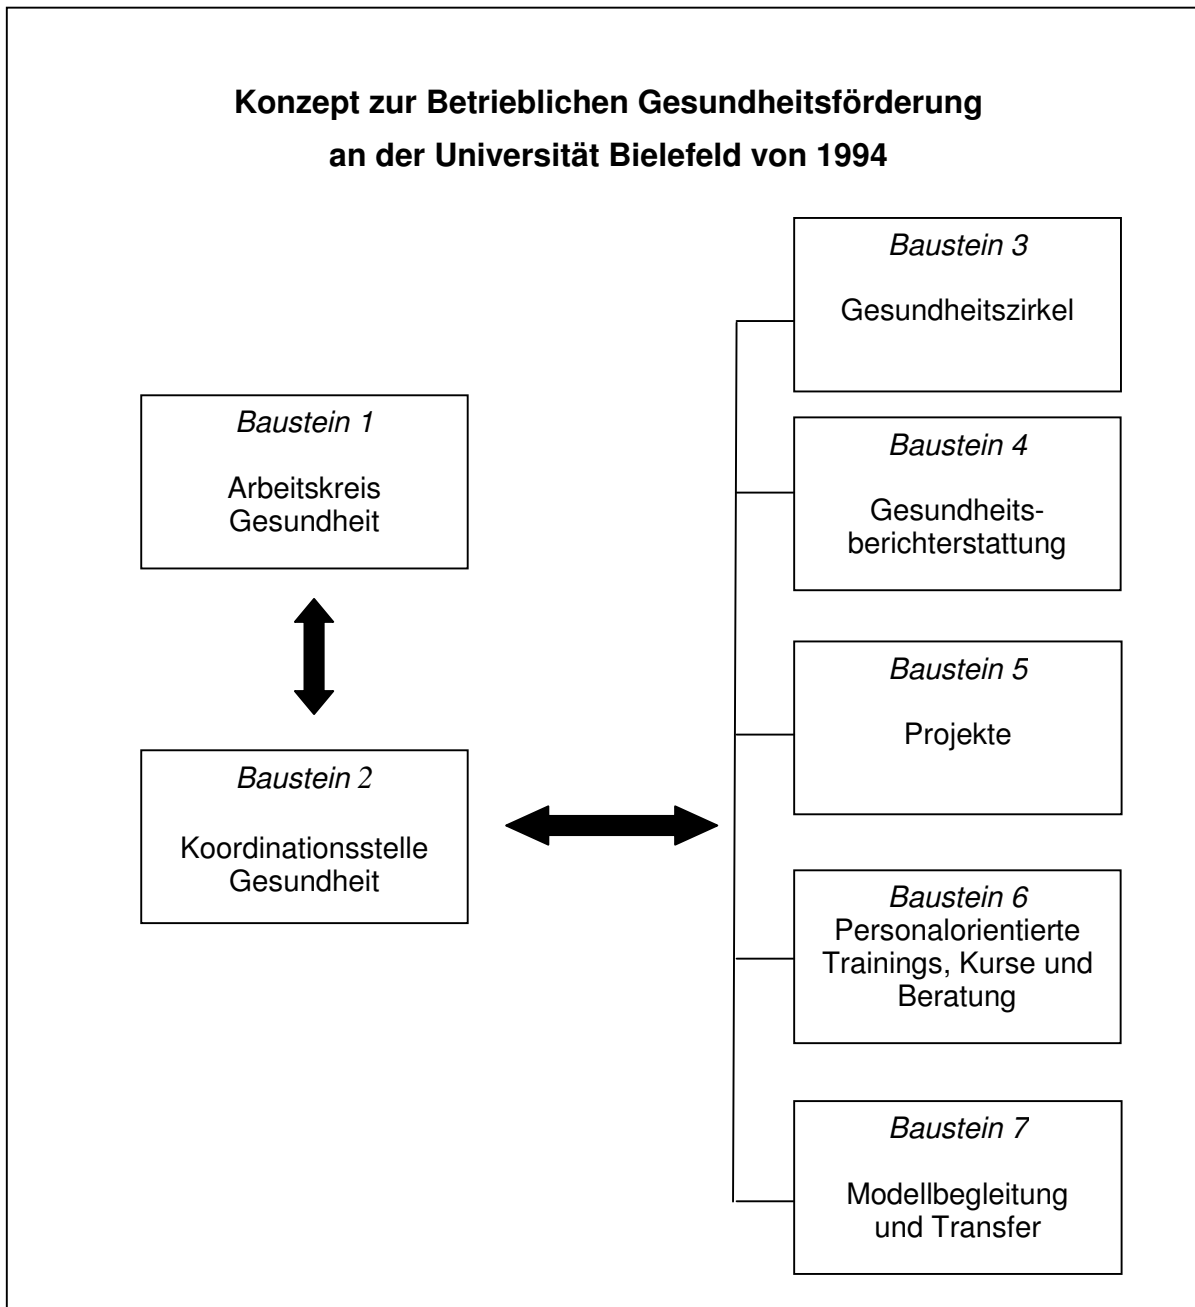 Konzept zur Betrieblichen Gesundheitsförderung
an der Universität Bielefeld von 1994
Baustein 1
Arbeitskreis
Gesundheit
Baustein 2
Koordinationsstelle
Gesundheit
Baustein 3
Gesundheitszirkel
Baustein 4
Gesundheits-
berichterstattung
Baustein 5
Projekte
Baustein 6
Personalorientierte
Trainings, Kurse und
Beratung
Baustein 7
Modellbegleitung
und Transfer